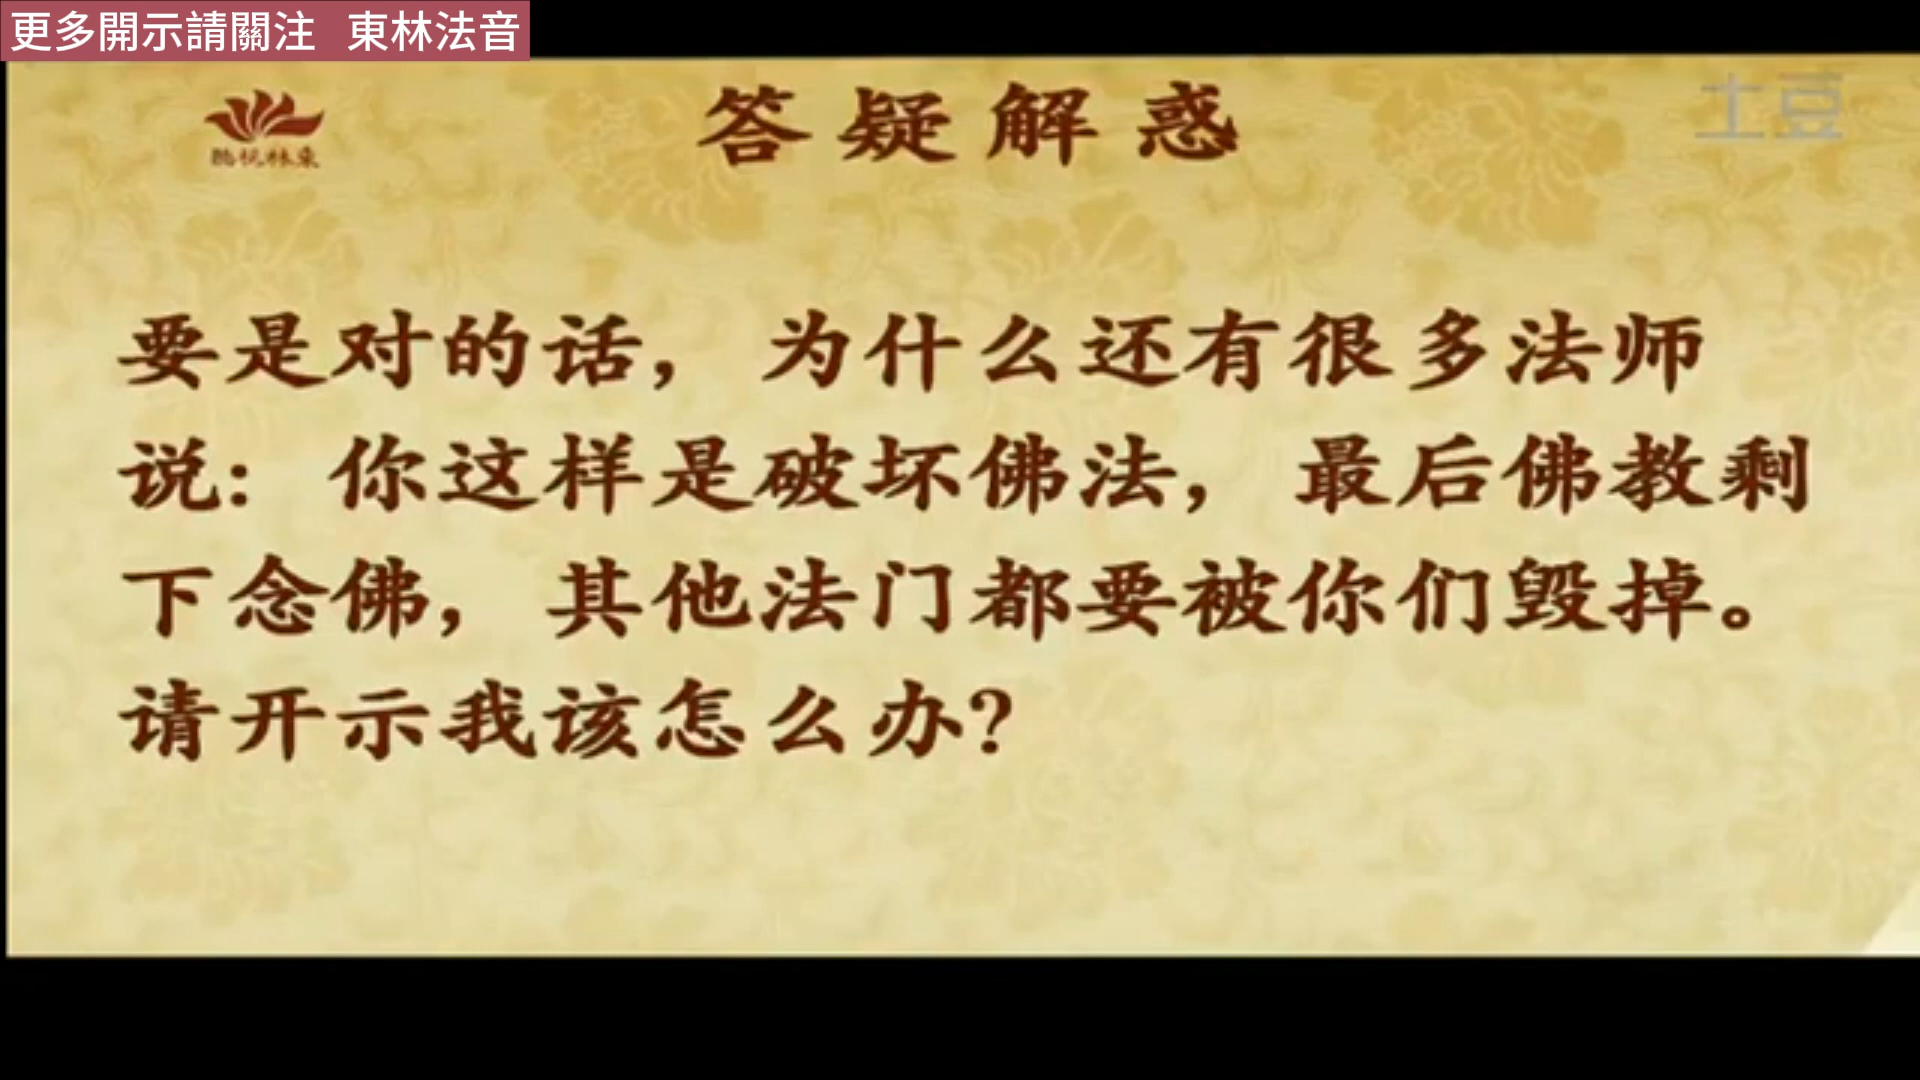 更多開示請關注 東林法音
答疑解惑
土豆
要是对的话，为什么还有很多法师
说：你这样是破坏佛法，最后佛教剩
下念佛，其他法门都要被你们毁掉。
请开示我该怎么办？